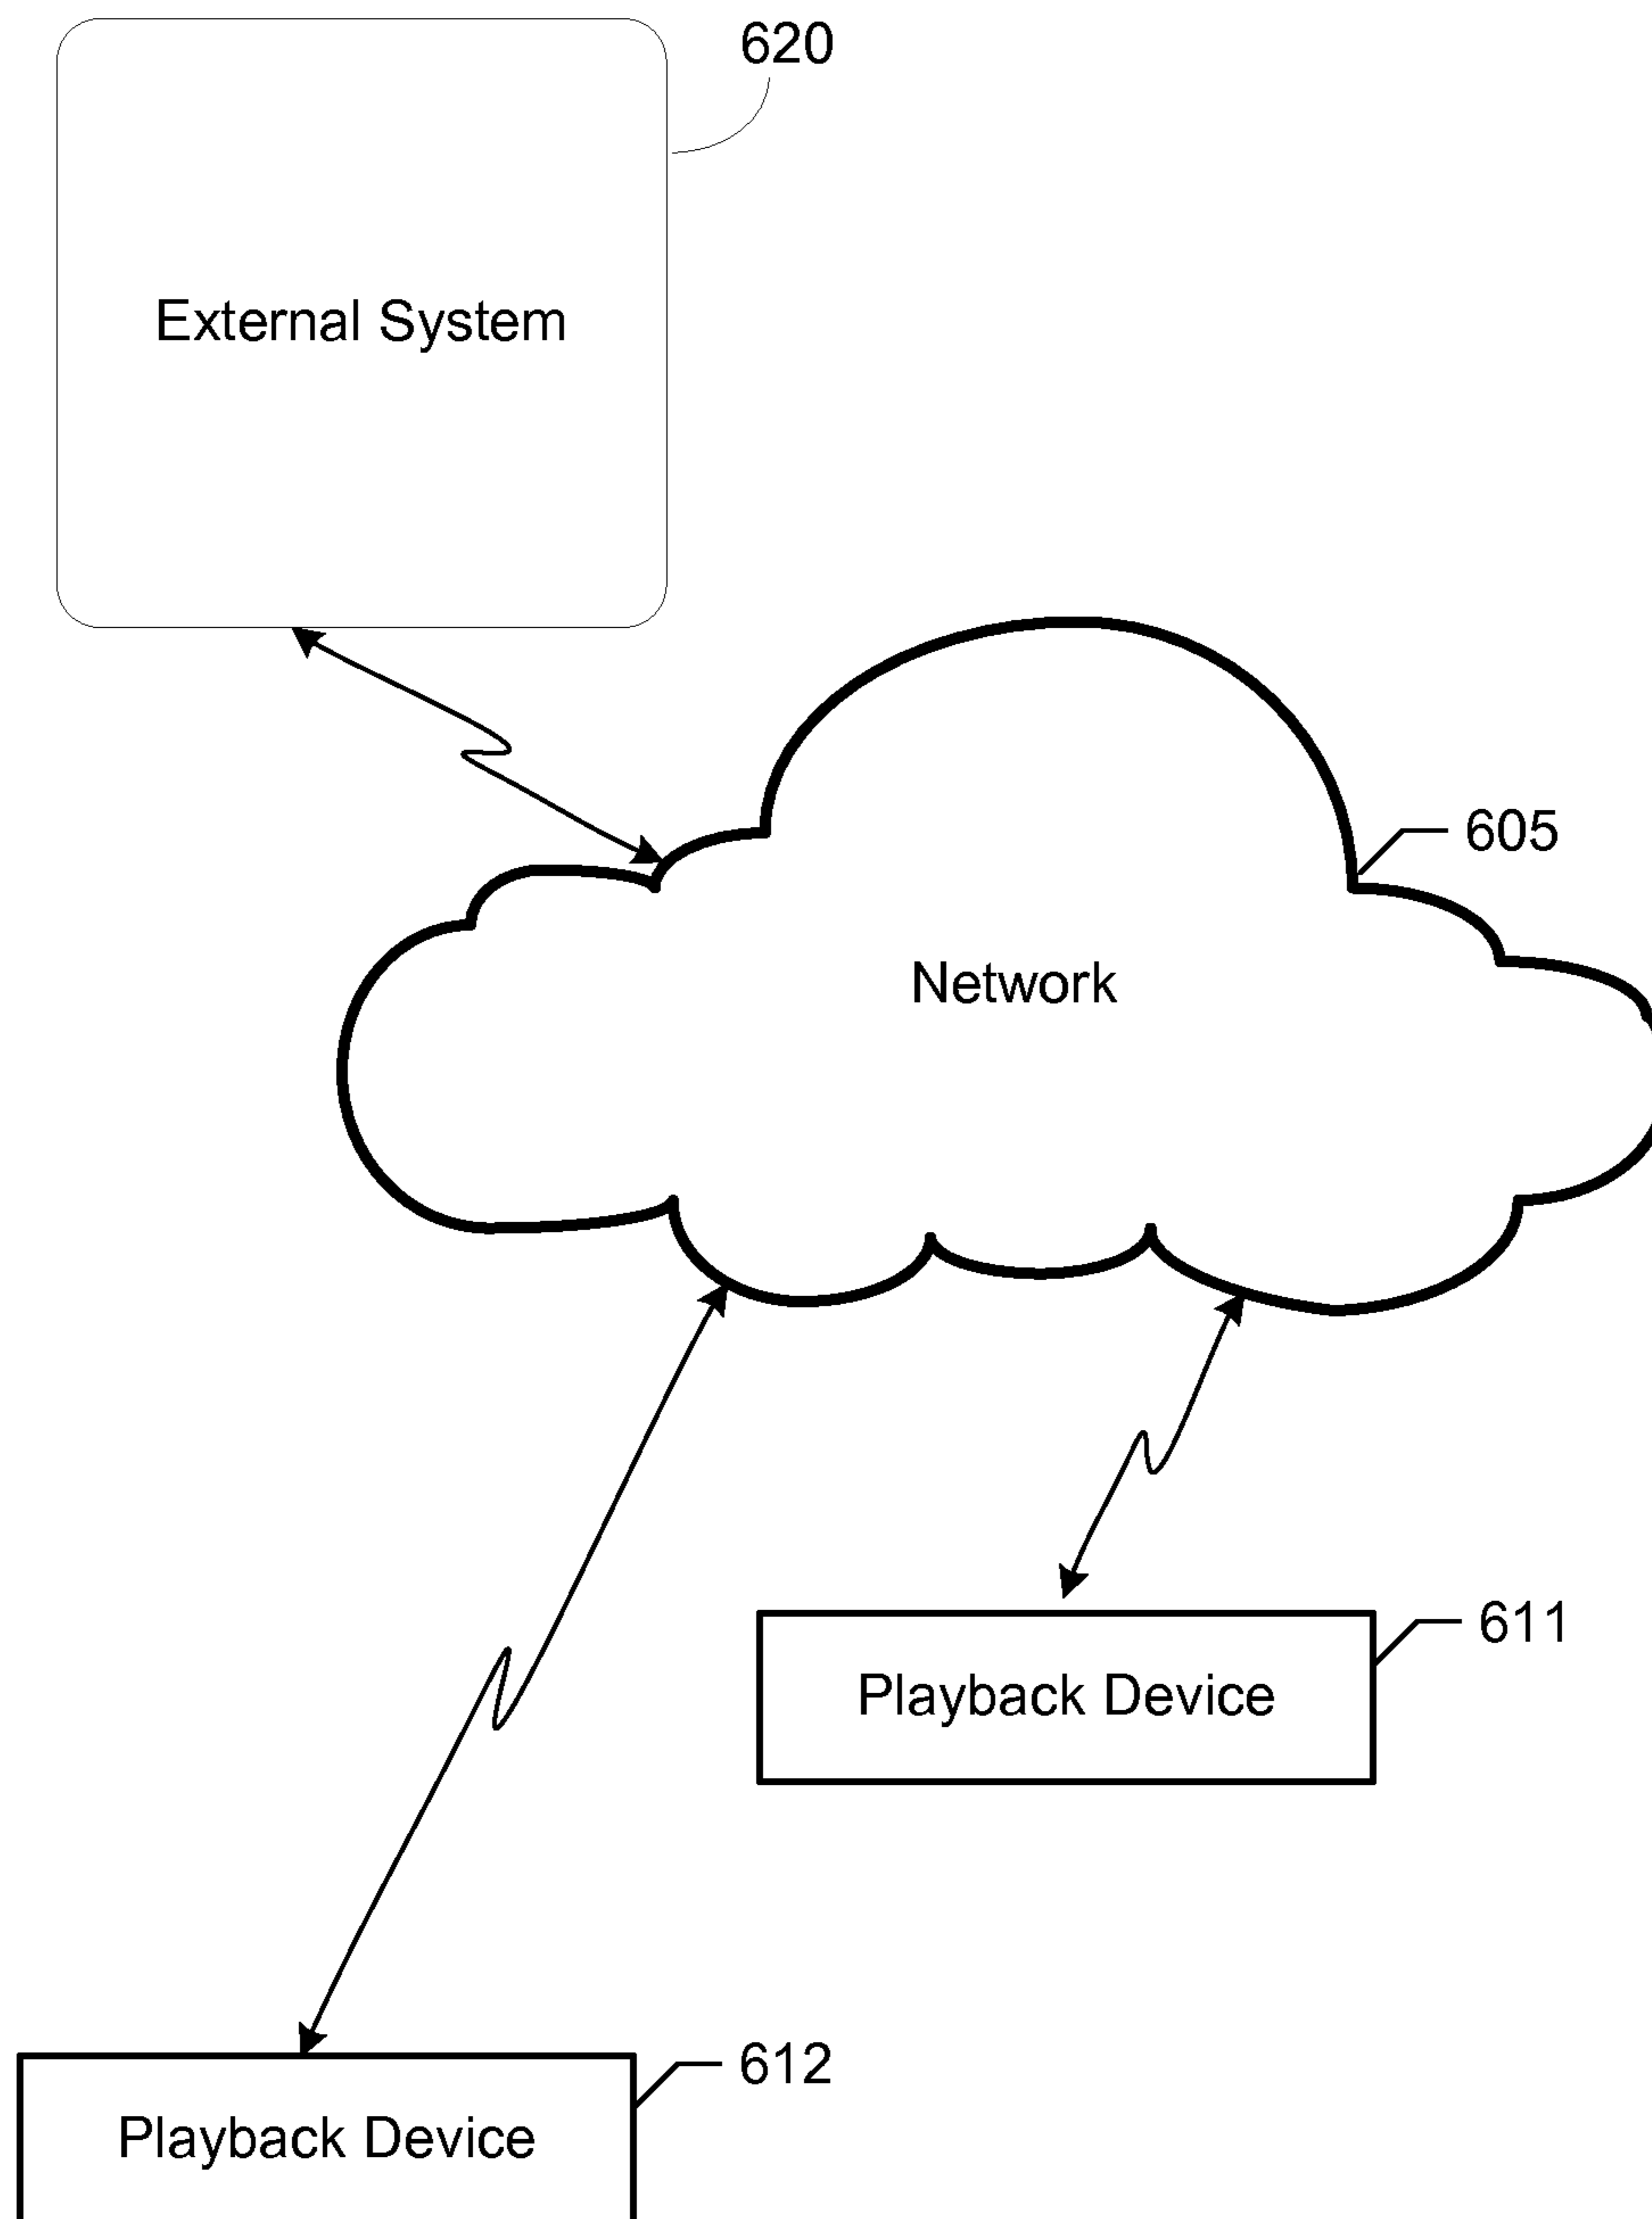 620
External System
605
Network
611
Playback Device
612
Playback Device